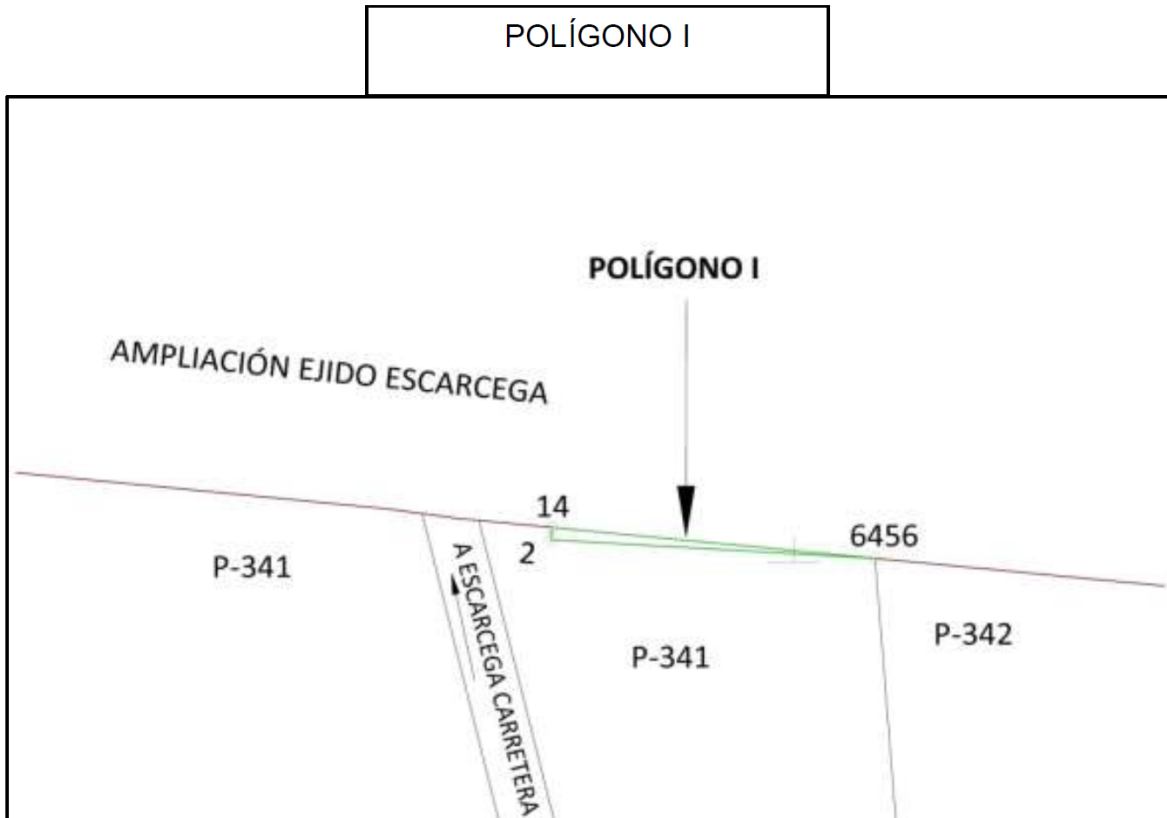 POLÍGONO I
POLÍGONO I
AMPLIACIÓN EJIDO ESCARCEGA
14
6456
2
P-341
A ESCARCEGA CARRETERA
P-341
P-342